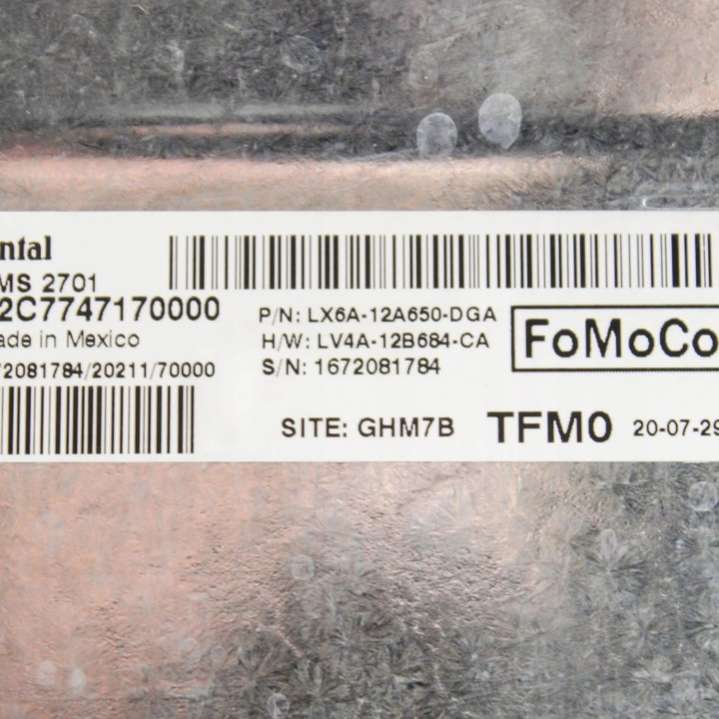 ntal
MS 2701
2C7747170000
ade in Mexico
2081784/20211/70000
P/N: LX6A-12A650-DGA
H/W: LV4A-12B684-CA
S/N: 1672081784
FoMoCo
SITE: GHM7B TFM0 20-07-29